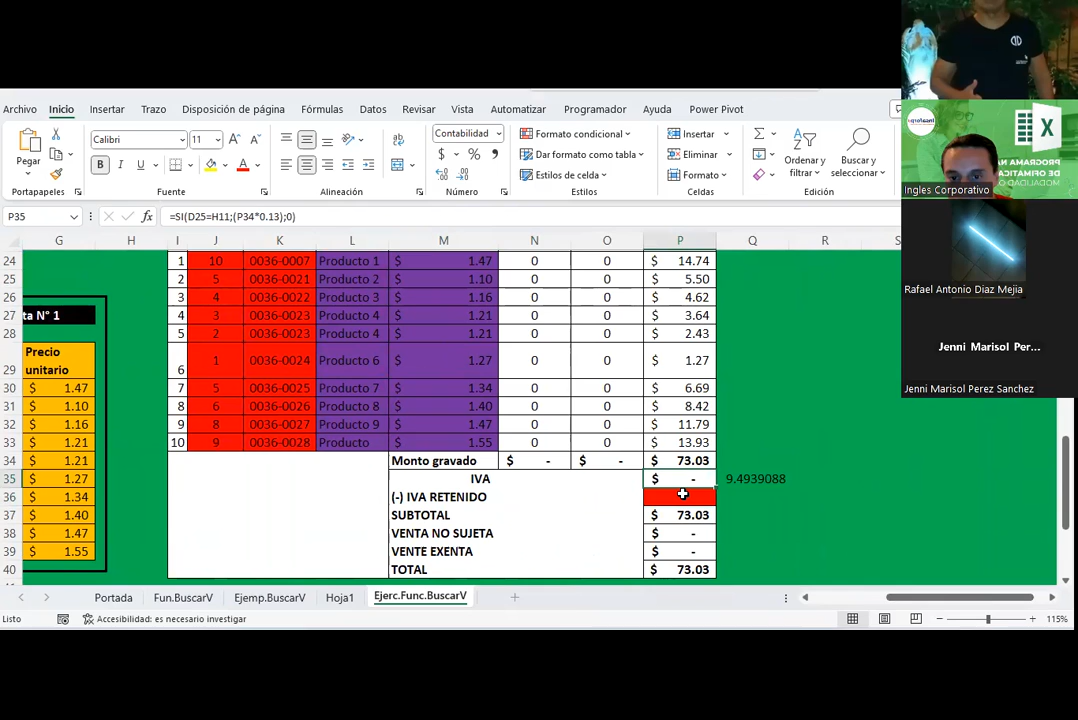 Archivo Inicio Insertar Trazo Disposición de página Fórmulas Datos Revisar Vista Automatizar Programador Ayuda Power Pivot
Pegar
Calibri 11
N K S
Contabilidad
$ % 000
Formato condicional
Dar formato como tabla
Estilos de celda
Insertar
Eliminar
Formato
Ordenar y filtrar
Buscar y seleccionar
Portapapeles Fuente Alineación Número Estilos Celdas Edición
P35 fx =SI(D25=H11;(P34*0.13);0)
G H I J K L M N O P Q R S
24 1 10 0036-0007 Producto 1 $ 1.47 0 0 $ 14.74
25 2 5 0036-0021 Producto 2 $ 1.10 0 0 $ 5.50
26 3 4 0036-0022 Producto 3 $ 1.16 0 0 $ 4.62
27 ta N° 1 4 3 0036-0023 Producto 4 $ 1.21 0 0 $ 3.64
28 5 2 0036-0023 Producto 4 $ 1.21 0 0 $ 2.43
29 Precio unitario 6 1 0036-0024 Producto 6 $ 1.27 0 0 $ 1.27
30 $ 1.47 7 5 0036-0025 Producto 7 $ 1.34 0 0 $ 6.69
31 $ 1.10 8 6 0036-0026 Producto 8 $ 1.40 0 0 $ 8.42
32 $ 1.16 9 8 0036-0027 Producto 9 $ 1.47 0 0 $ 11.79
33 $ 1.21 10 9 0036-0028 Producto $ 1.55 0 0 $ 13.93
34 $ 1.21 Monto gravado $ - $ - $ 73.03
35 $ 1.27 IVA $ - 9.4939088
36 $ 1.34 (-) IVA RETENIDO
37 $ 1.40 SUBTOTAL $ 73.03
38 $ 1.47 VENTA NO SUJETA $ -
39 $ 1.55 VENTE EXENTA $ -
40 TOTAL $ 73.03
Portada Fun.BuscarV Ejemp.BuscarV Hoja1 Ejerc.Func.BuscarV
Listo Accesibilidad: es necesario investigar 115%
Ingles Corporativo
Rafael Antonio Diaz Mejia
Jenni Marisol Per...
Jenni Marisol Perez Sanchez